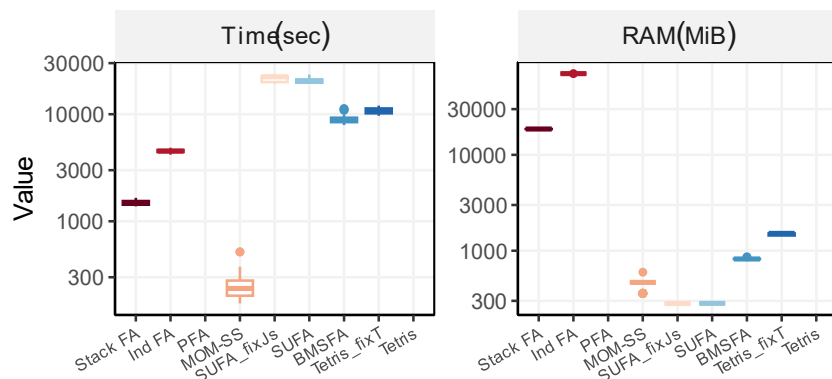 Time(sec)
RAM(MiB)
Value
30000
10000
3000
1000
300
30000
10000
3000
1000
300
Stack FA
Ind FA
PFA
MOM-SS
SUFA_fixJs
SUFA
BMSFA
Tetris_fixT
Tetris
Stack FA
Ind FA
PFA
MOM-SS
SUFA_fixJs
SUFA
BMSFA
Tetris_fixT
Tetris